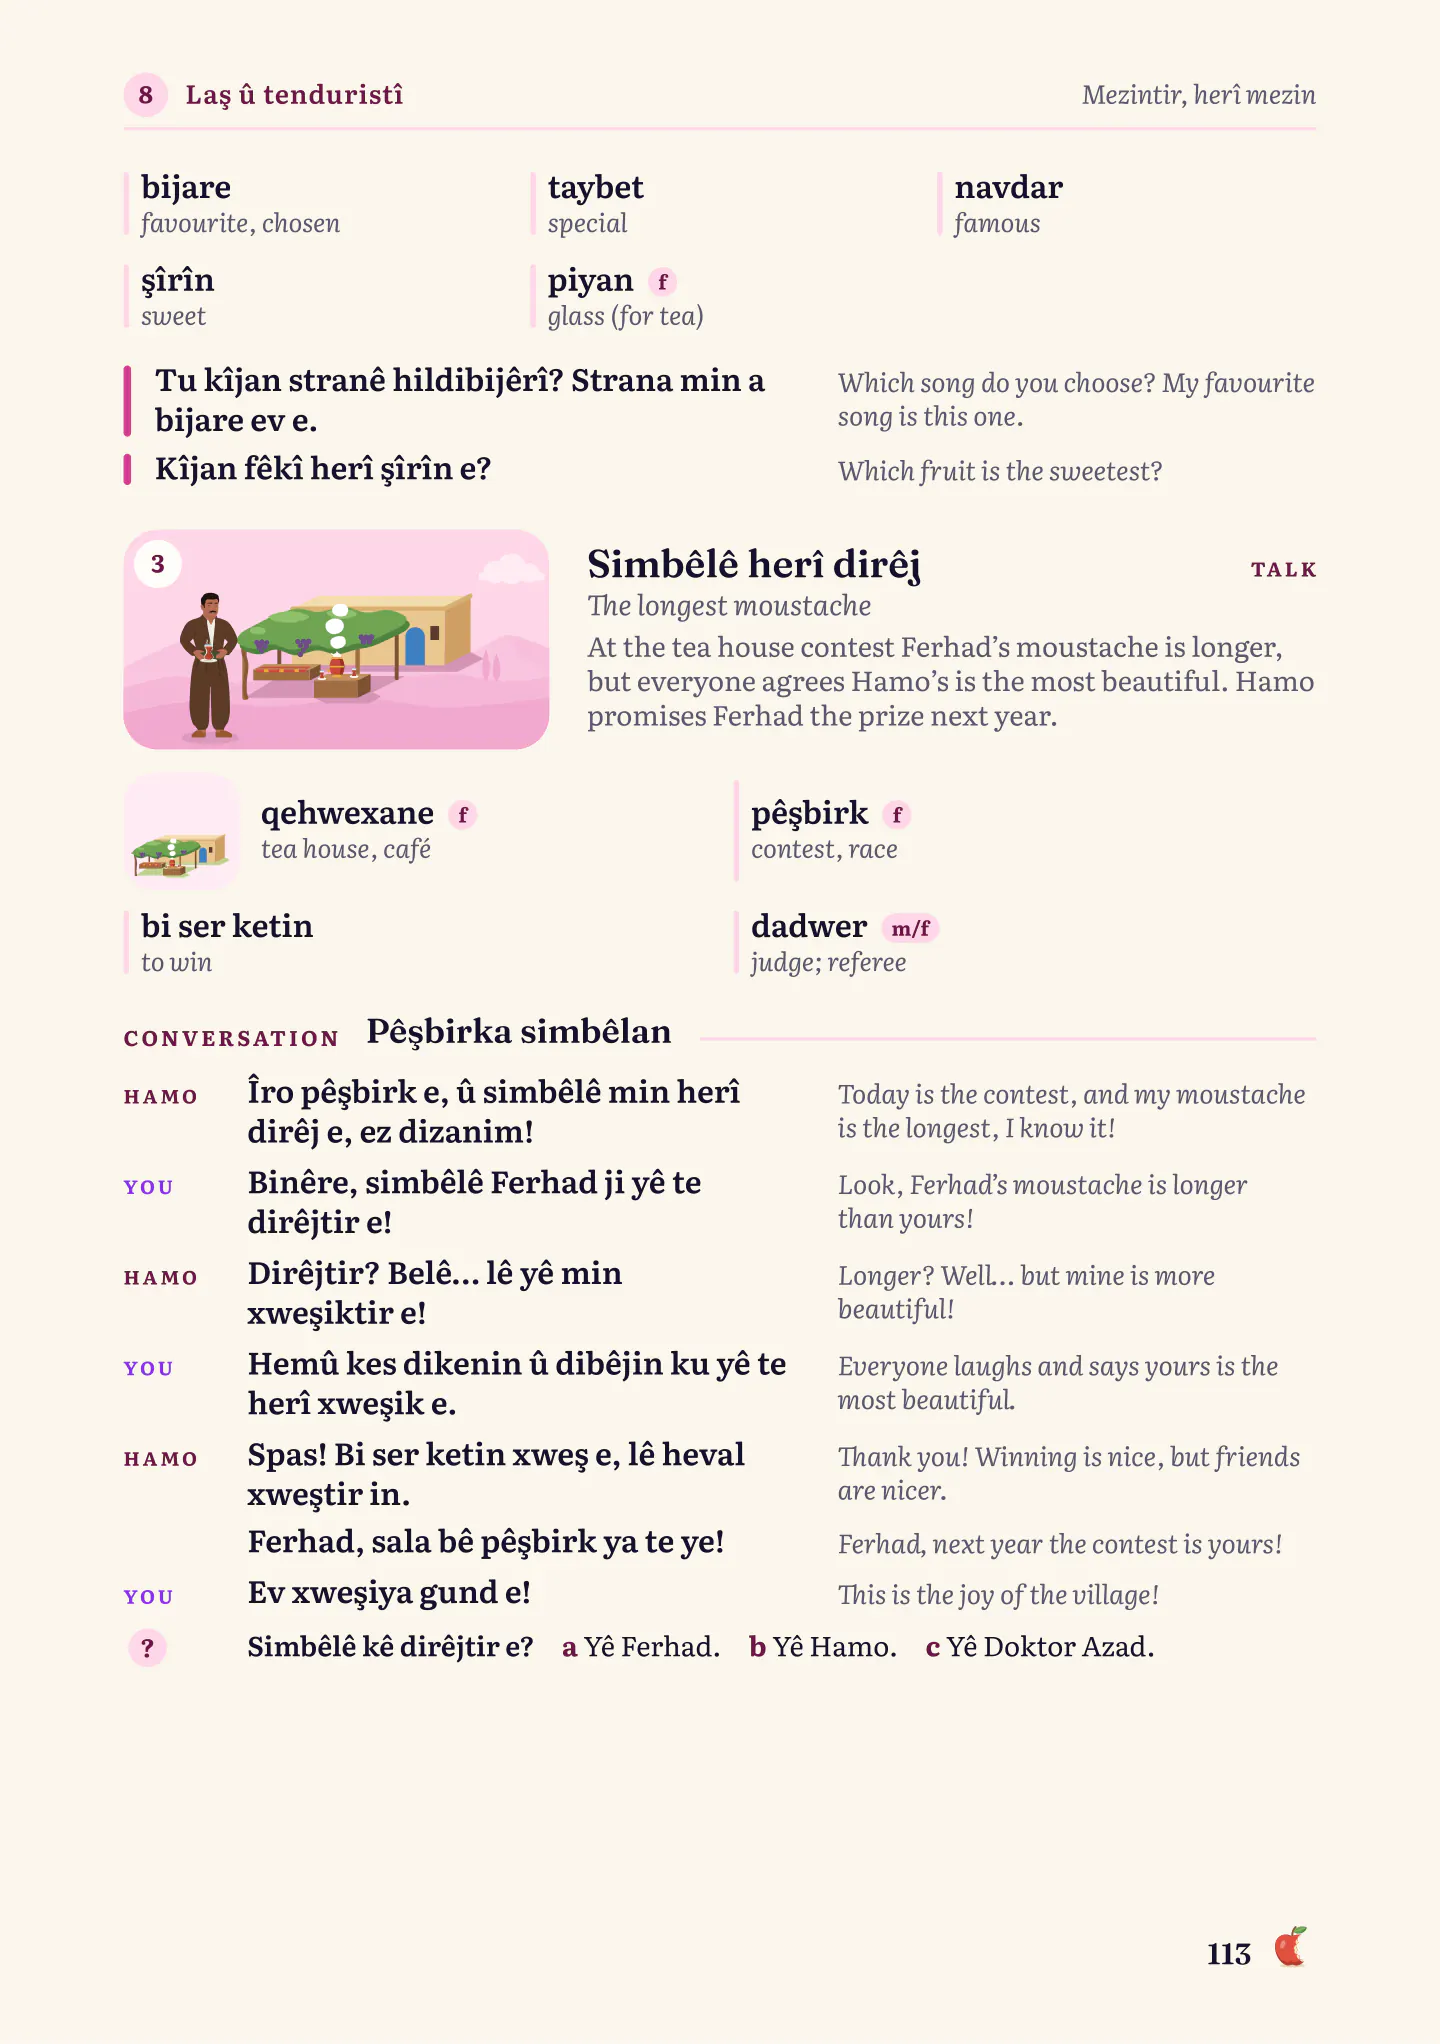 8 Laş û tenduristî
Mezintir, herî mezin
bijare
favourite, chosen
taybet
special
navdar
famous
şîrîn
sweet
piyan f
glass (for tea)
Tu kîjan stranê hildibijêrî? Strana min a
bijare ev e.
Which song do you choose? My favourite
song is this one.
Kîjan fêkî herî şîrîn e?
Which fruit is the sweetest?
3
Simbêlê herî dirêj
TALK
The longest moustache
At the tea house contest Ferhad’s moustache is longer,
but everyone agrees Hamo’s is the most beautiful. Hamo
promises Ferhad the prize next year.
qehwexane f
tea house, café
pêşbirk f
contest, race
bi ser ketin
to win
dadwer m/f
judge; referee
CONVERSATION Pêşbirka simbêlan
HAMO
Îro pêşbirk e, û simbêlê min herî
dirêj e, ez dizanim!
Today is the contest, and my moustache
is the longest, I know it!
YOU
Binêre, simbêlê Ferhad ji yê te
dirêjtir e!
Look, Ferhad’s moustache is longer
than yours!
HAMO
Dirêjtir? Belê… lê yê min
xweşiktir e!
Longer? Well… but mine is more
beautiful!
YOU
Hemû kes dikenin û dibêjin ku yê te
herî xweşik e.
Everyone laughs and says yours is the
most beautiful.
HAMO
Spas! Bi ser ketin xweş e, lê heval
xweştir in.
Thank you! Winning is nice, but friends
are nicer.
Ferhad, sala bê pêşbirk ya te ye!
Ferhad, next year the contest is yours!
YOU
Ev xweşiya gund e!
This is the joy of the village!
? Simbêlê kê dirêjtir e? a Yê Ferhad. b Yê Hamo. c Yê Doktor Azad.
113